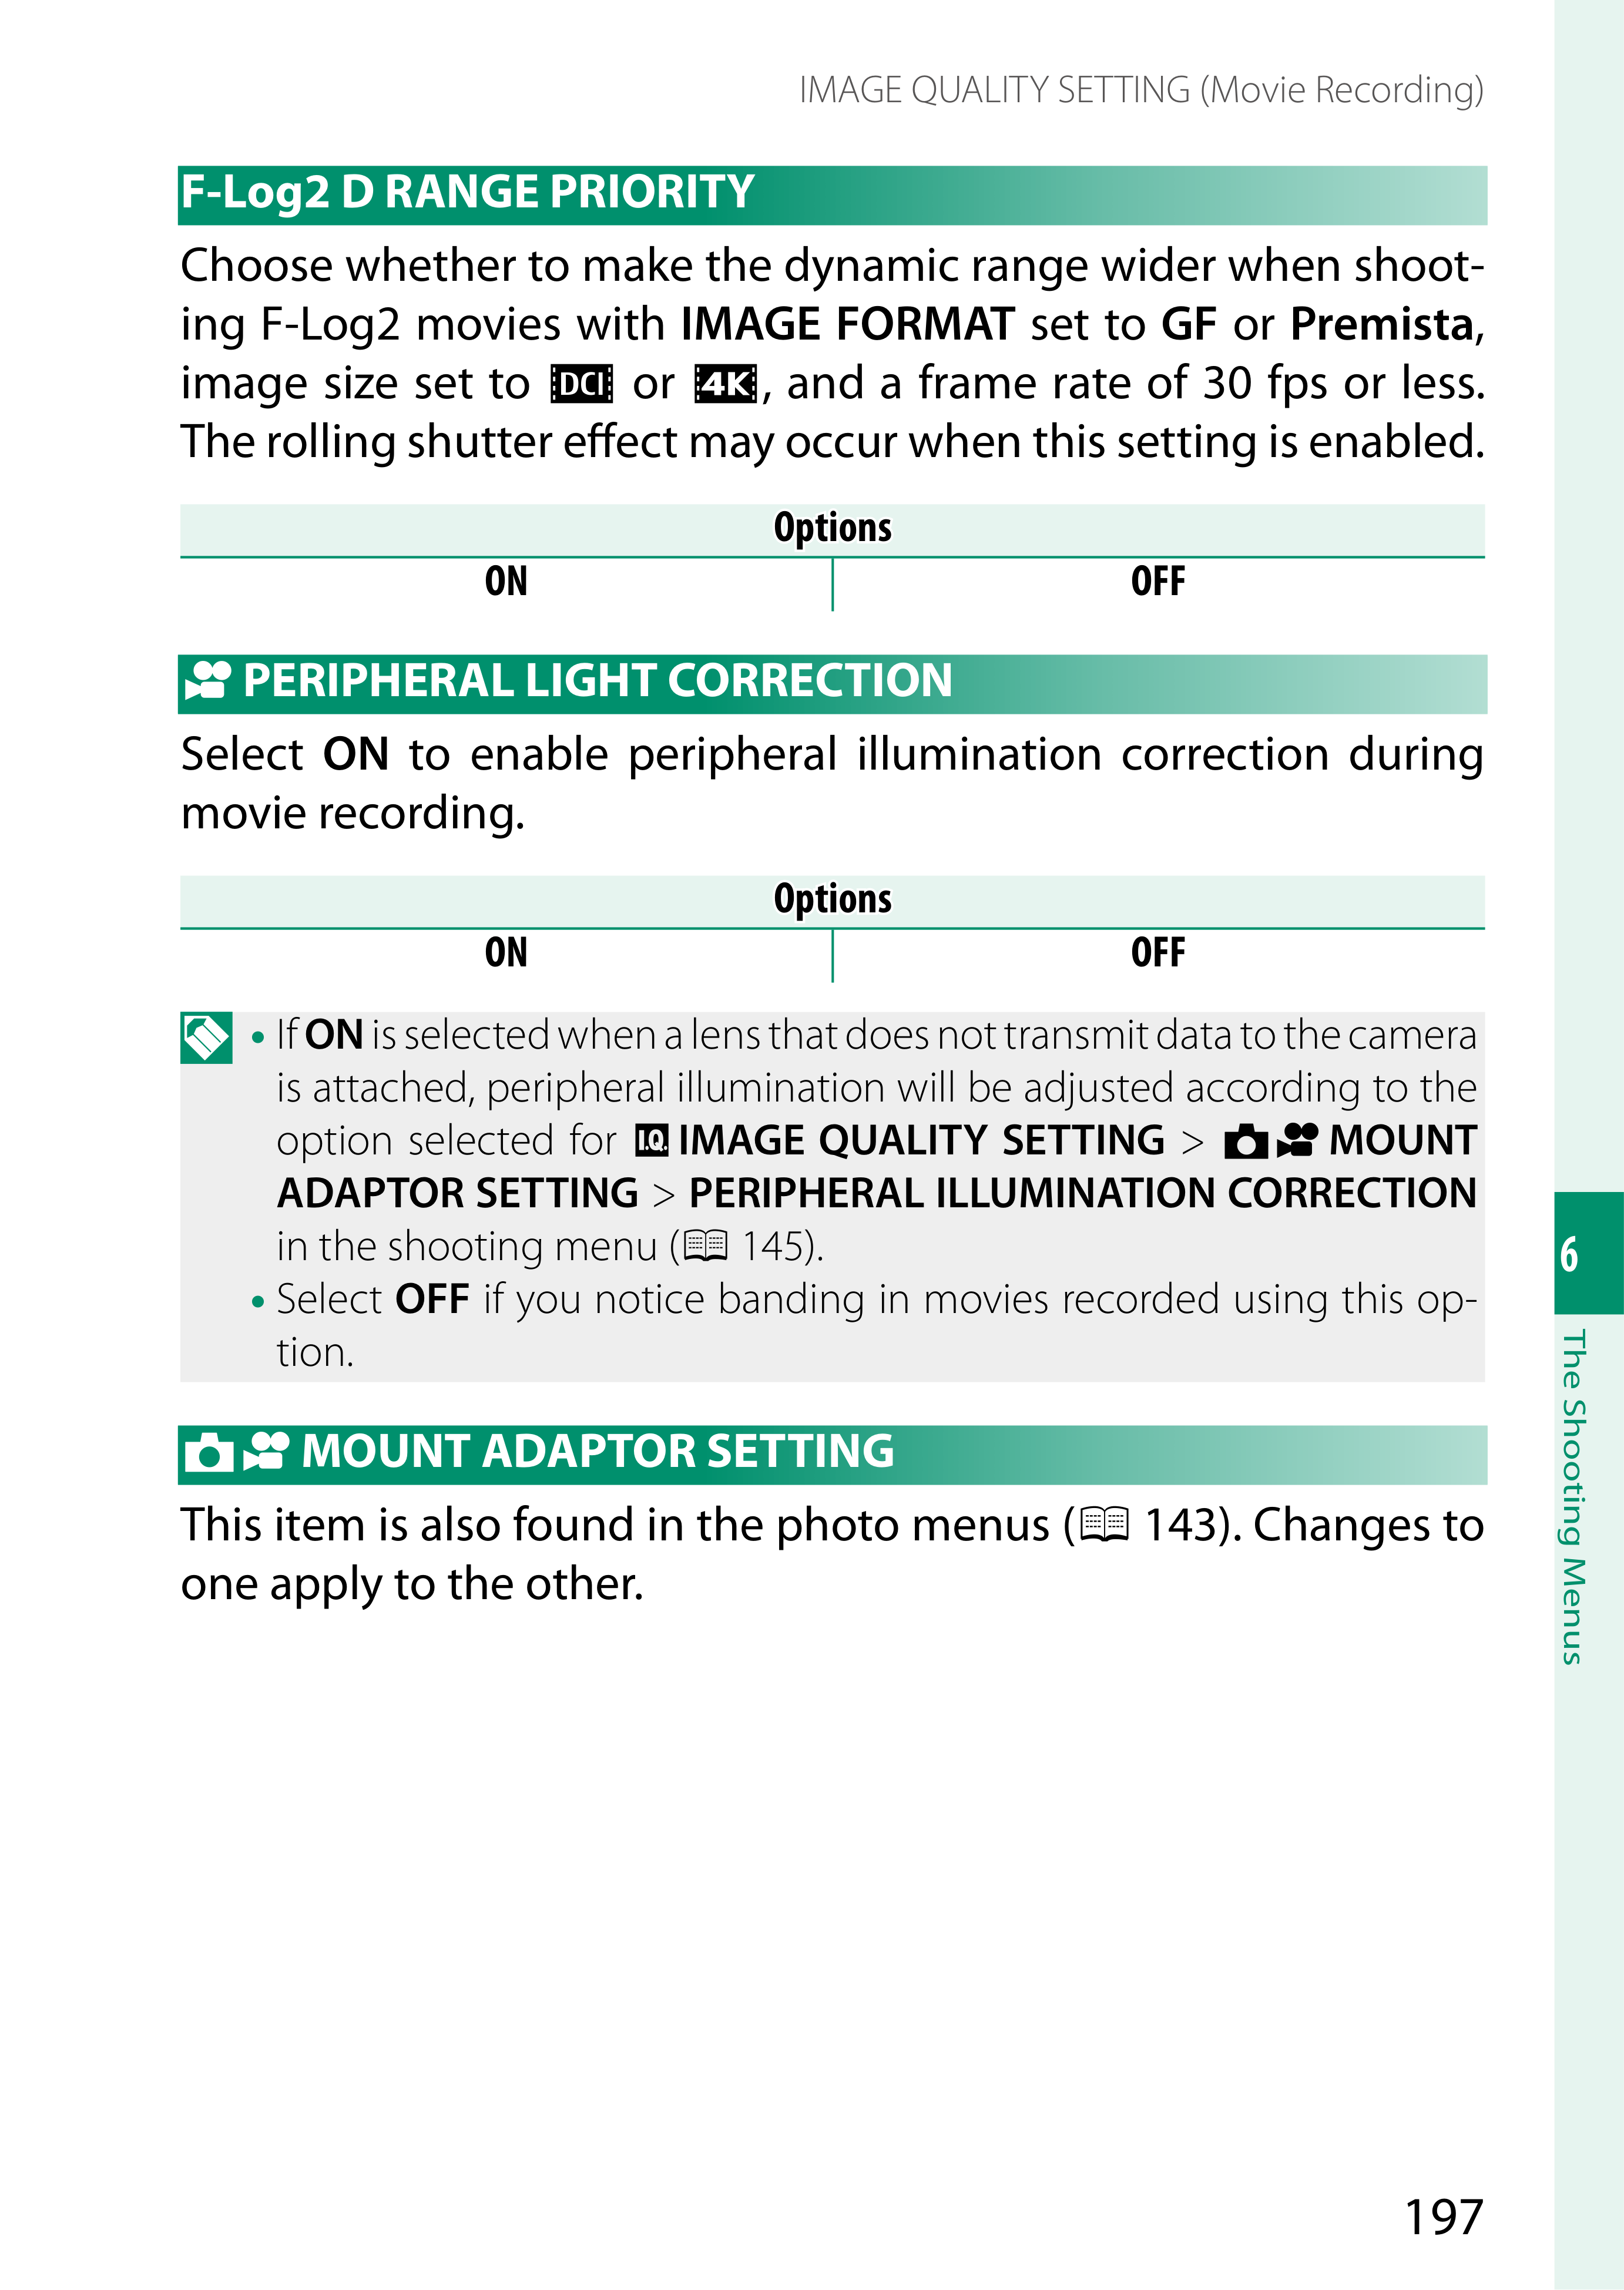 IMAGE QUALITY SETTING (Movie Recording)
F-Log2 D RANGE PRIORITY
Choose whether to make the dynamic range wider when shoot-
ing F-Log2 movies with IMAGE FORMAT set to GF or Premista,
image size set to DCI or 4K, and a frame rate of 30 fps or less.
The rolling shutter effect may occur when this setting is enabled.
Options
ON OFF
PERIPHERAL LIGHT CORRECTION
Select ON to enable peripheral illumination correction during
movie recording.
Options
ON OFF
• If ON is selected when a lens that does not transmit data to the camera
is attached, peripheral illumination will be adjusted according to the
option selected for I.Q. IMAGE QUALITY SETTING > MOUNT
ADAPTOR SETTING > PERIPHERAL ILLUMINATION CORRECTION
in the shooting menu ( 145).
• Select OFF if you notice banding in movies recorded using this op-
tion.
MOUNT ADAPTOR SETTING
This item is also found in the photo menus ( 143). Changes to
one apply to the other.
6
The Shooting Menus
197